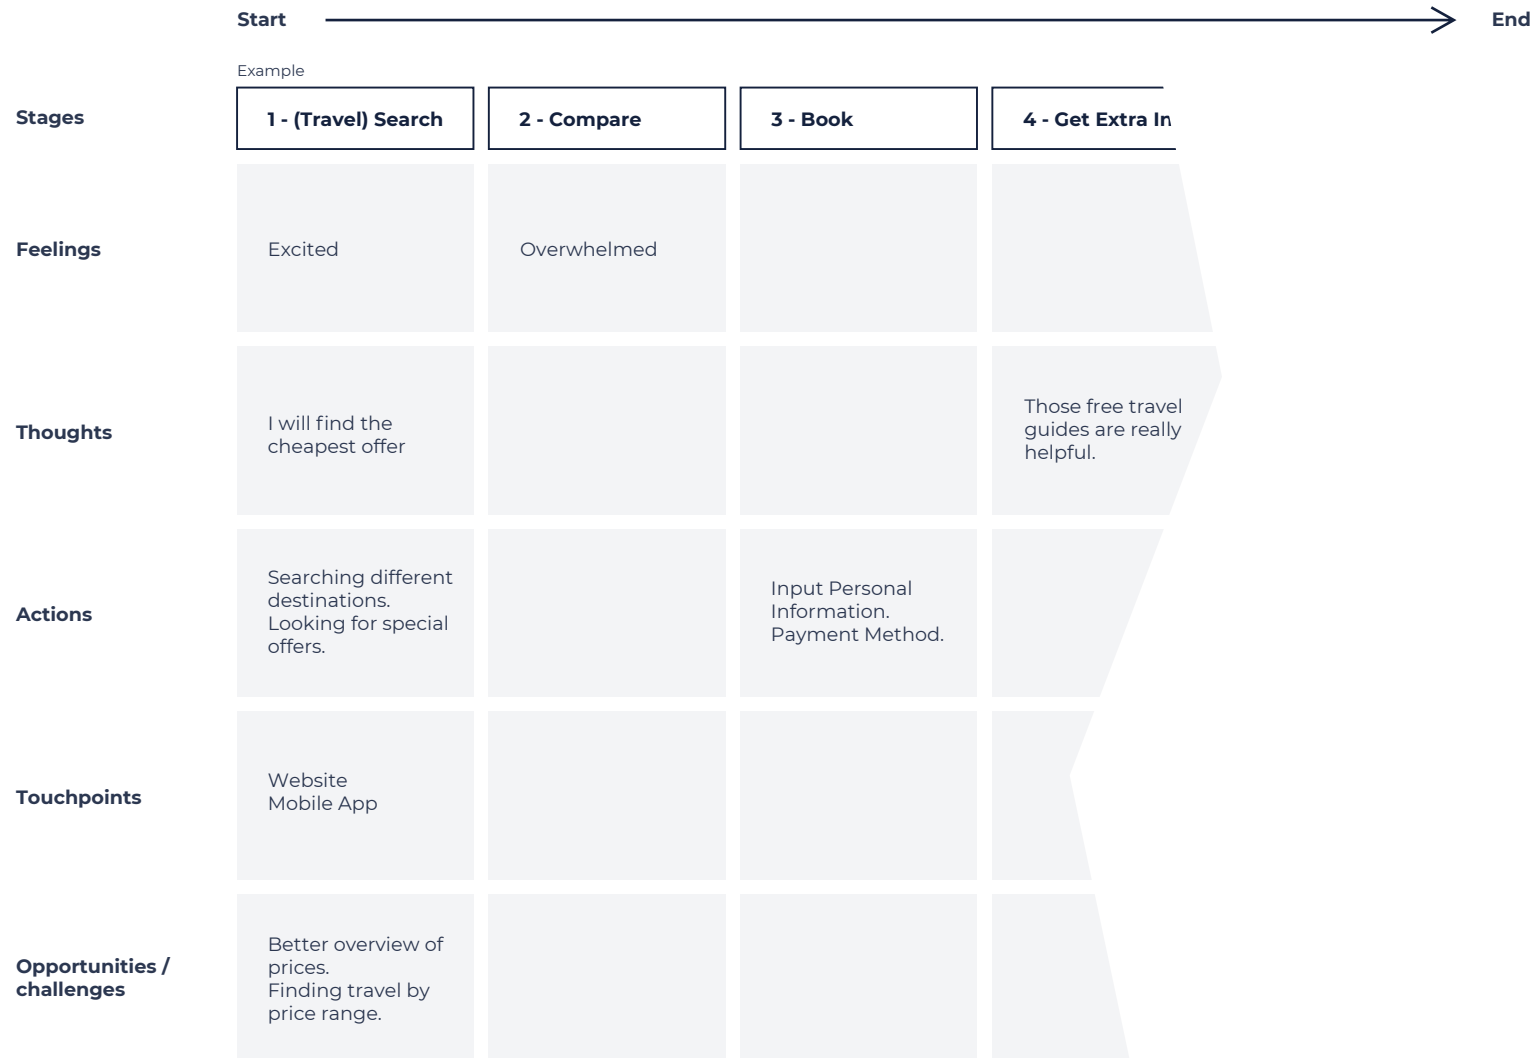 Start
End
Example
Stages
1 - (Travel) Search
2 - Compare
3 - Book
4 - Get Extra
Feelings
Excited
Overwhelmed
Thoughts
I will find the
cheapest offer
Those free travel
guides are really
helpful.
Actions
Searching different
destinations.
Looking for special
offers.
Input Personal
Information.
Payment Method.
Touchpoints
Website
Mobile App
Opportunities /
challenges
Better overview of
prices.
Finding travel by
price range.